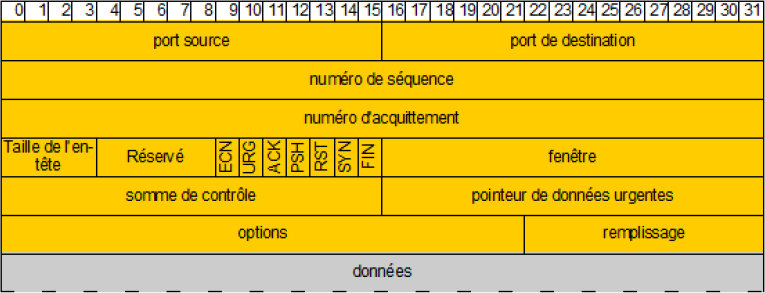 0 1 2 3 4 5 6 7 8 9 10 11 12 13 14 15 16 17 18 19 20 21 22 23 24 25 26 27 28 29 30 31
port source port de destination
numéro de séquence
numéro d'acquittement
Taille de l'en-
tête
Réservé
ECN
URG
ACK
PSH
RST
SYN
FIN
fenêtre
somme de contrôle pointeur de données urgentes
options remplissage
données